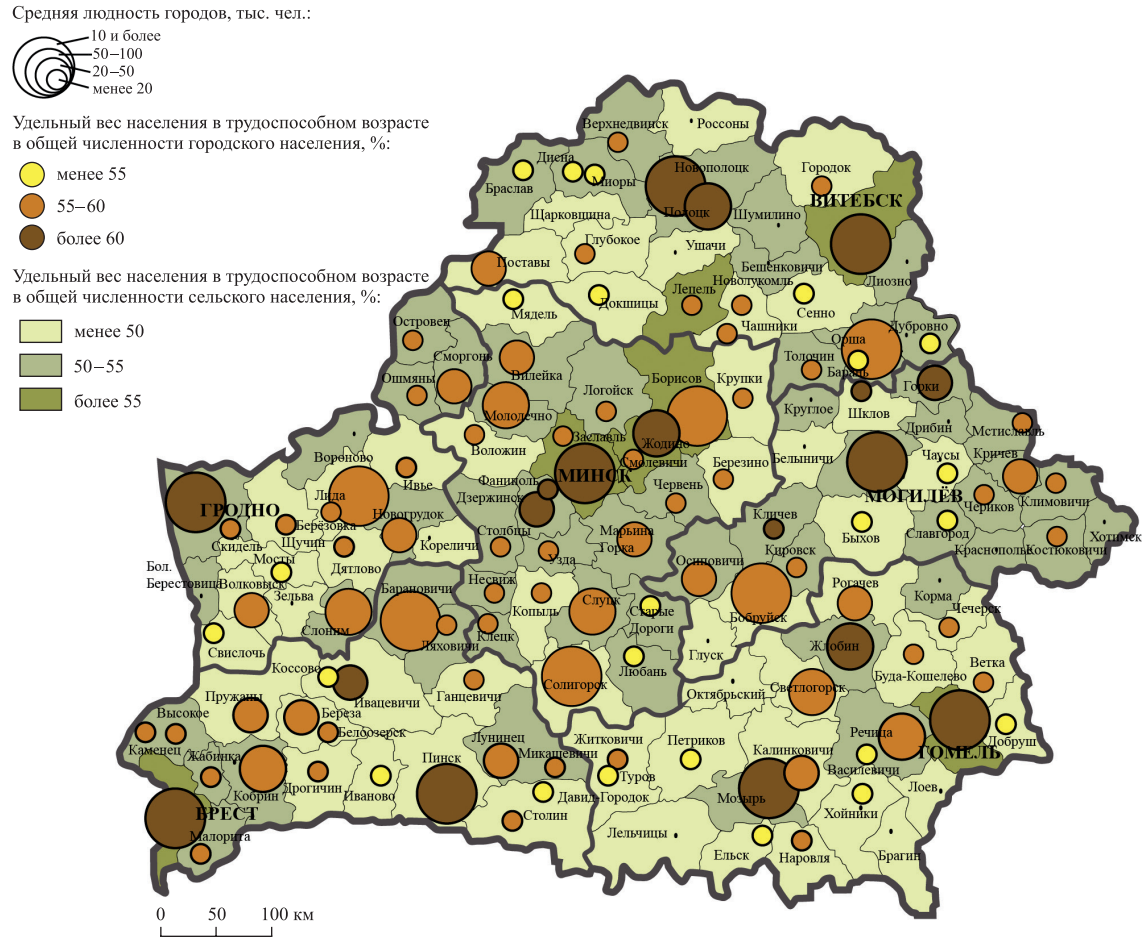 Средняя людность городов, тыс. чел.:
10 и более
50–100
20–50
менее 20
Удельный вес населения в трудоспособном возрасте
в общей численности городского населения, %:
менее 55
55–60
более 60
Удельный вес населения в трудоспособном возрасте
в общей численности сельского населения, %:
менее 50
50–55
более 55
Верхнедвинск
Россоны
Дисна
Браслав
Миоры
Новополоцк
Городок
ВИТЕБСК
Полоцк
Шумилино
Шарковщина
Глубокое
Ушачи
Поставы
Бешенковичи
Лиозно
Лепель
Новолукомль
Докшицы
Сенно
Мядель
Чашники
Островец
Дубровно
Орша
Сморгонь
Толочин
Барань
Вилейка
Ошмяны
Логойск
Борисов
Крупки
Горки
Круглое
Шклов
Молодечно
Дрибин
Мстиславль
Заславль
Жодино
Воложин
Белыничи
Чаусы
Кричев
Вороново
Смолевичи
МИНСК
Ивье
Фаниполь
Березино
Дзержинск
Червень
МОГИЛЁВ
Климовичи
Чериков
Лида
ГРОДНО
Берёзовка
Новогрудок
Столбцы
Марьина
Горка
Кличев
Быхов
Славгород
Хотимск
Скидель
Щучин
Кореличи
Узда
Кировск
Краснополье
Костюковичи
Мосты
Дятлово
Бол.
Берестовица
Волковыск
Зельва
Барановичи
Несвиж
Осиповичи
Рогачев
Корма
Копыль
Слуцк
Старые
Дороги
Бобруйск
Чечерск
Слоним
Ляховичи
Клецк
Свислочь
Глуск
Жлобин
Коссово
Любань
Ветка
Буда-Кошелево
Ивацевичи
Ганцевичи
Солигорск
Октябрьский
Светлогорск
Пружаны
Высокое
Береза
Белоозерск
Каменец
Лунинец
Житковичи
Петриков
Калинковичи
Речица
Добруш
ГОМЕЛЬ
Жабинка
Пинск
Микашевичи
Туров
Василевичи
Кобрин
Дрогичин
Иваново
Давид-Городок
Мозырь
Лоев
Хойники
БРЕСТ
Столин
Малорита
Лельчицы
Ельск
Наровля
Брагин
0 50 100 км